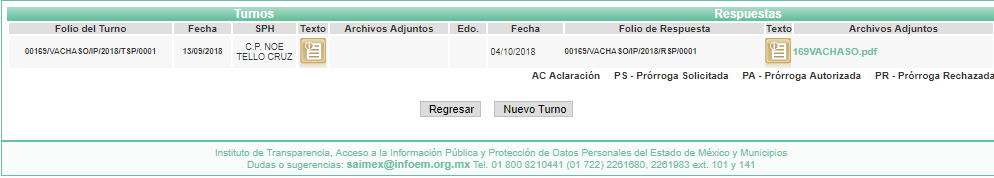 Turnos Respuestas
Folio del Turno Fecha SPH Texto Archivos Adjuntos Edo. Fecha Folio de Respuesta Texto Archivos Adjuntos
00169/VACHASO/IP/2018/TSP/0001 13/09/2018 C.P. NOE TELLO CRUZ 04/10/2018 00169/VACHASO/IP/2018/RSP/0001 169VACHASO.pdf
AC Aclaración PS - Prórroga Solicitada PA - Prórroga Autorizada PR - Prórroga Rechazada
Regresar Nuevo Turno
Instituto de Transparencia, Acceso a la Información Pública y Protección de Datos Personales del Estado de México y Municipios
Dudas o sugerencias: saimex@infoem.org.mx Tel. 01 800 8210441 (01 722) 2261680, 2261983 ext. 101 y 141